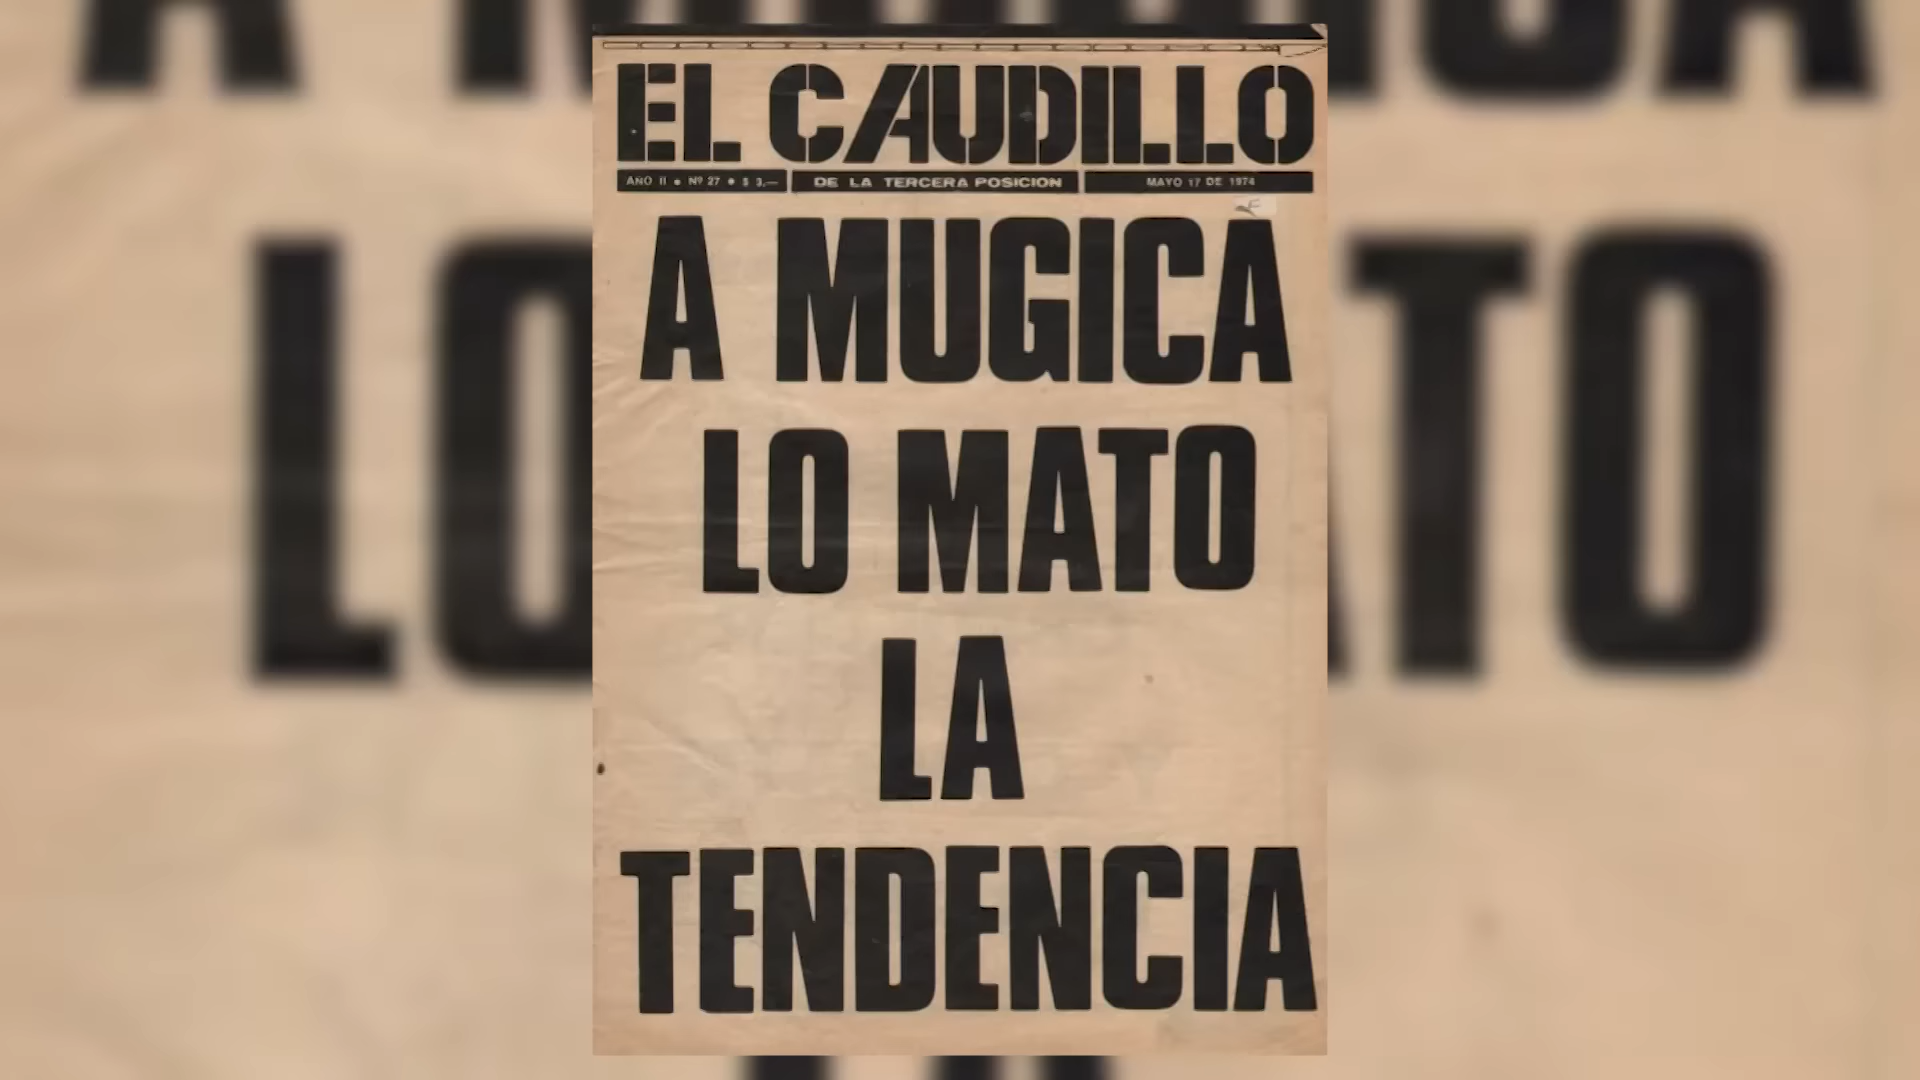 EL CAUDILLO
AÑO II • Nº 27 • $ 3.—
DE LA TERCERA POSICION
MAYO 17 DE 1974
A MUGICA
LO MATO
LA
TENDENCIA